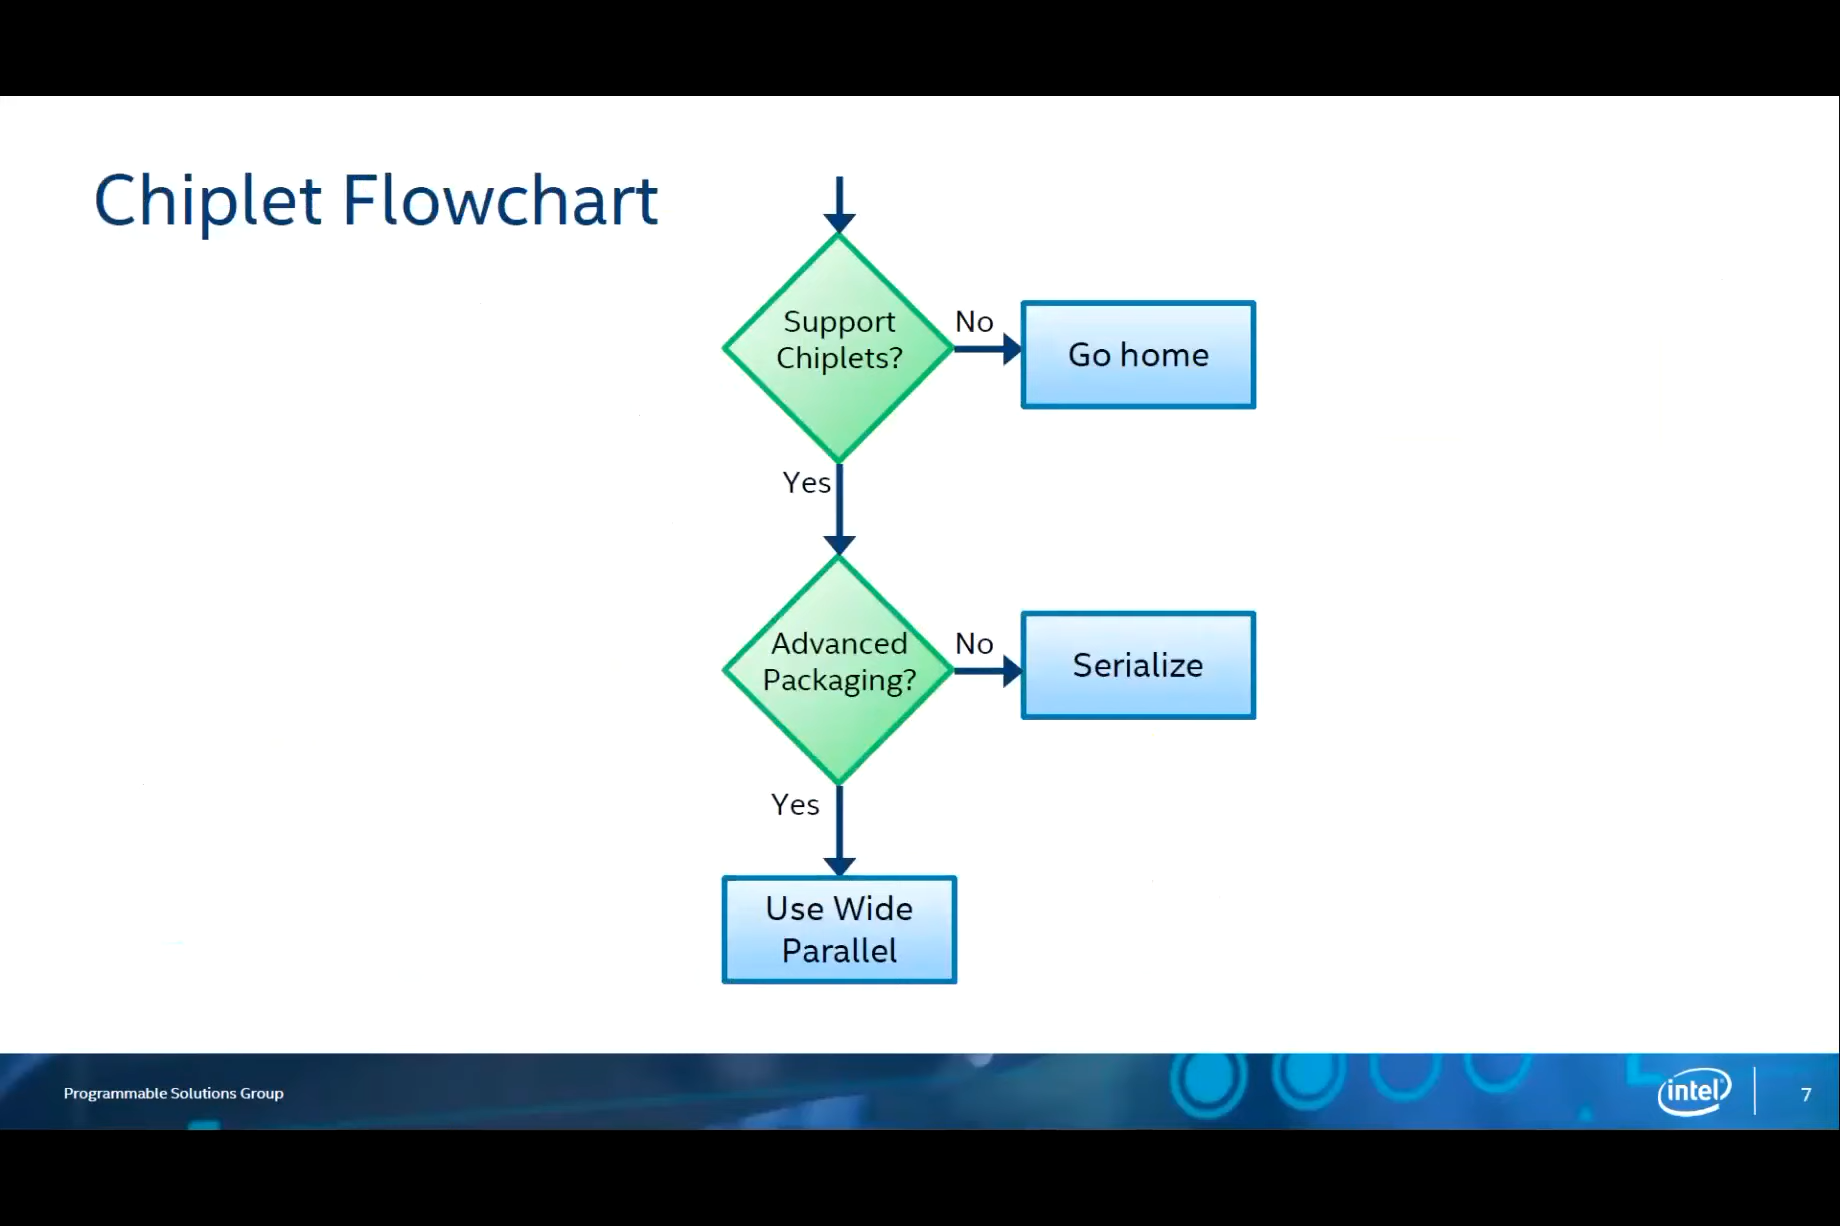 Chiplet Flowchart
Support
Chiplets?
No
Go home
Yes
Advanced
Packaging?
No
Serialize
Yes
Use Wide
Parallel
Programmable Solutions Group
intel
7